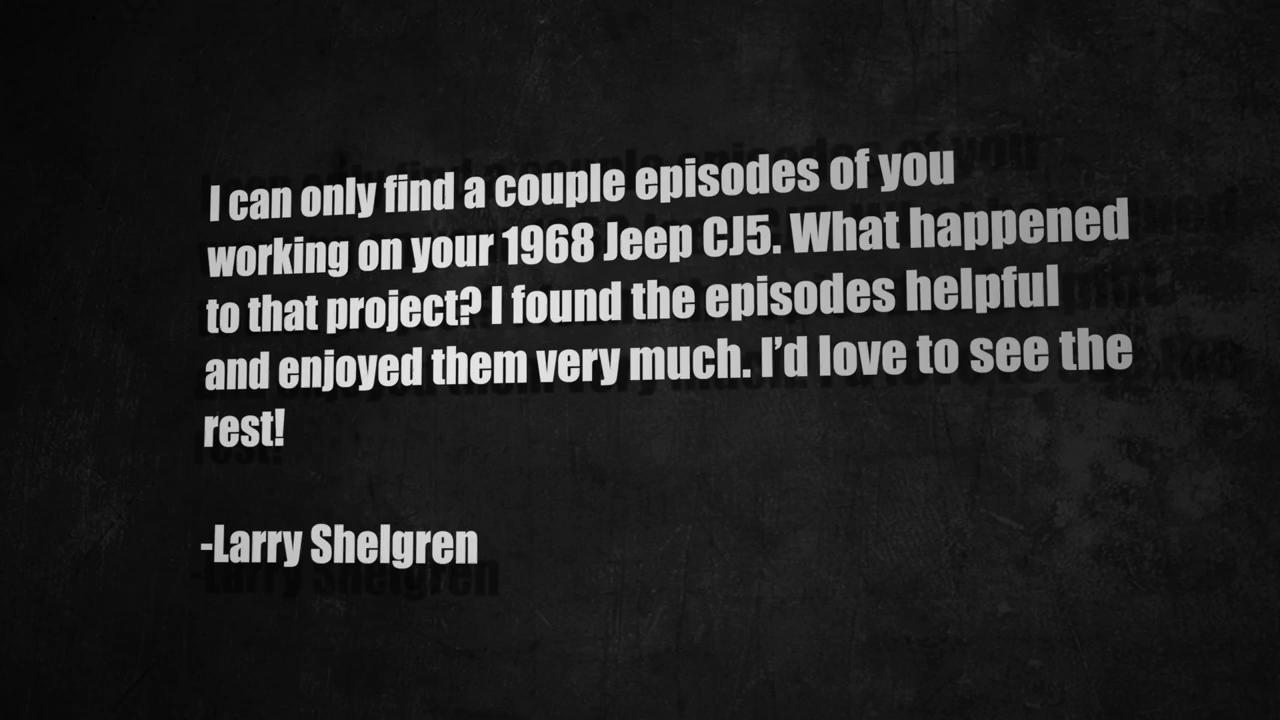 I can only find a couple episodes of you
working on your 1968 Jeep CJ5. What happened
to that project? I found the episodes helpful
and enjoyed them very much. I’d love to see the
rest!
-Larry Shelgren